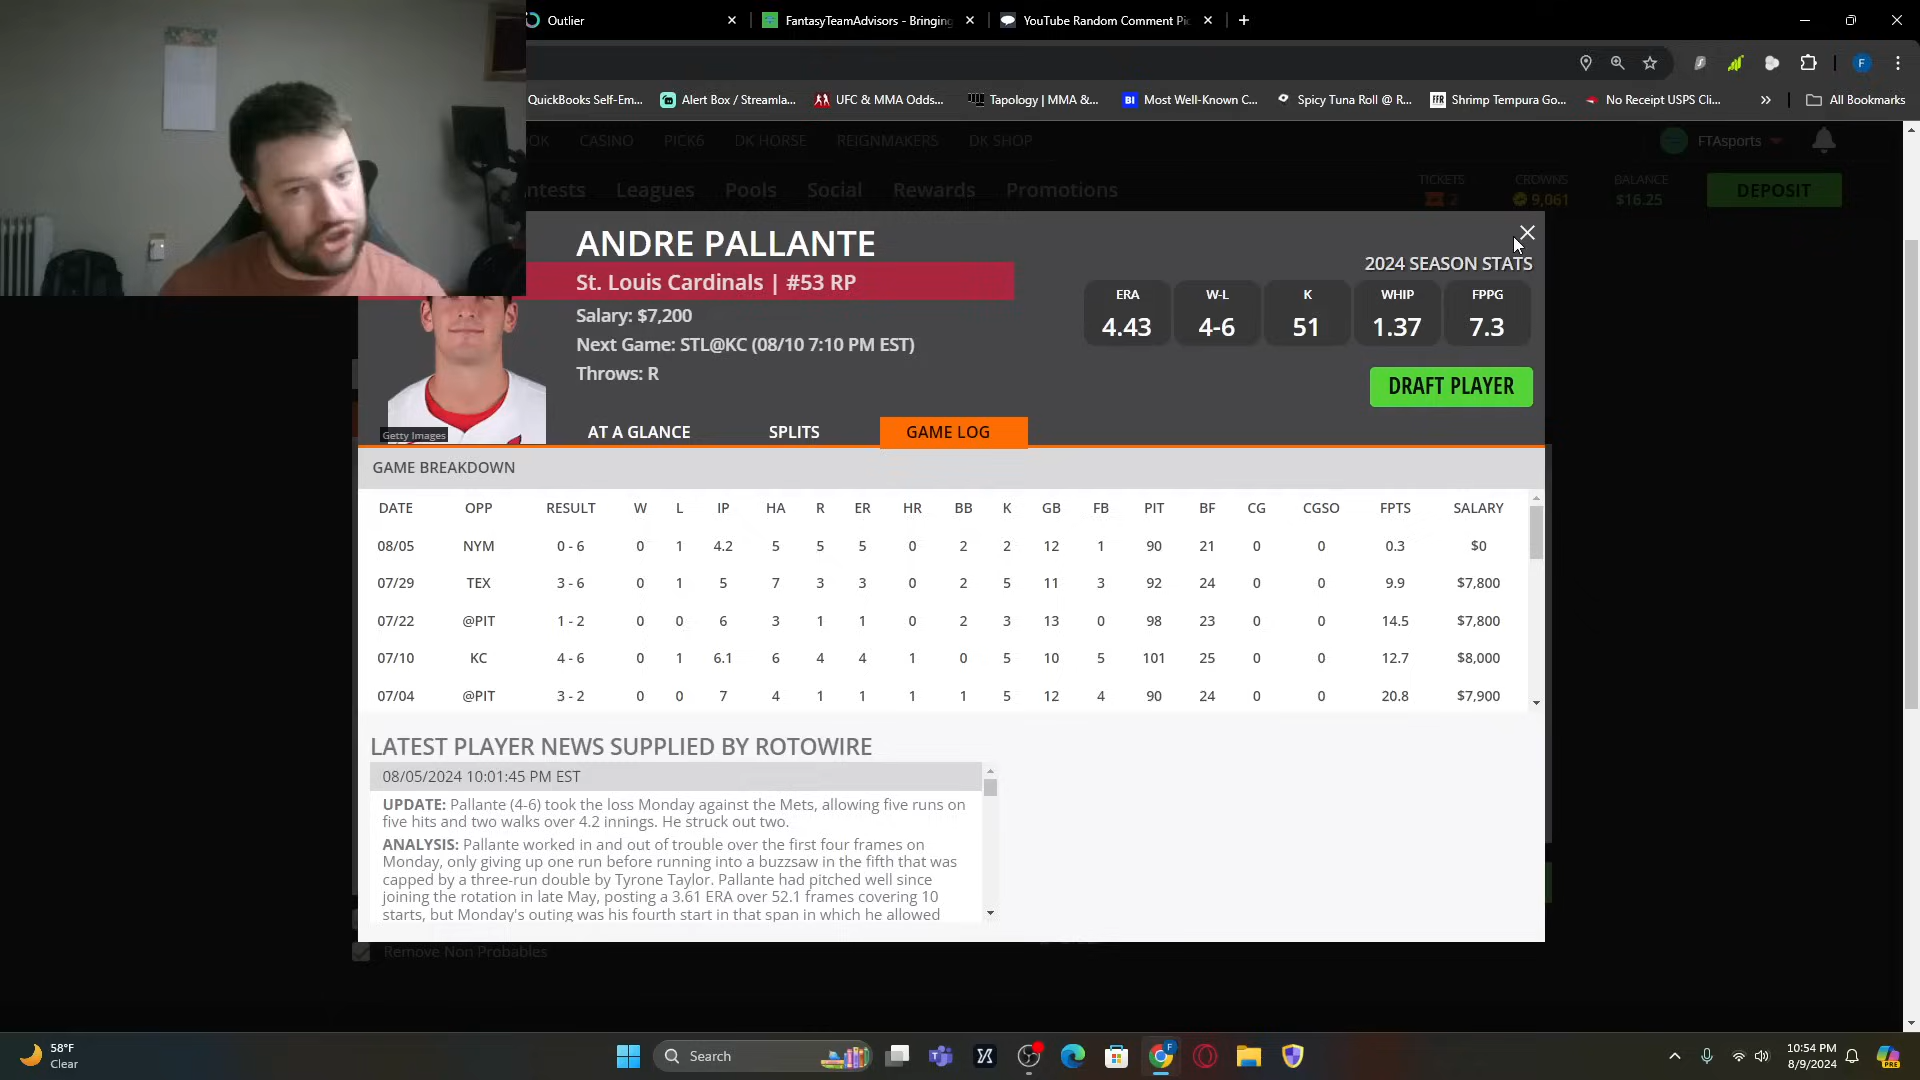 Outlier
FantasyTeamAdvisors - Bringing
YouTube Random Comment Pic
F
QuickBooks Self-Em...
Alert Box / Streamla...
UFC & MMA Odds...
Tapology | MMA &...
BI Most Well-Known C...
Spicy Tuna Roll @ R...
FFR Shrimp Tempura Go...
No Receipt USPS Cli...
All Bookmarks
OK CASINO PICK6 DK HORSE REIGNMAKERS DK SHOP
FTAsports
ntests Leagues Pools Social Rewards Promotions
TICKETS CROWNS BALANCE
2 9,061 $16.25
DEPOSIT
ANDRE PALLANTE
St. Louis Cardinals | #53 RP
Salary: $7,200
Next Game: STL@KC (08/10 7:10 PM EST)
Throws: R
2024 SEASON STATS
ERA W-L K WHIP FPPG
4.43 4-6 51 1.37 7.3
DRAFT PLAYER
Getty Images
AT A GLANCE SPLITS GAME LOG
GAME BREAKDOWN
DATE OPP RESULT W L IP HA R ER HR BB K GB FB PIT BF CG CGSO FPTS SALARY
08/05 NYM 0 - 6 0 1 4.2 5 5 5 0 2 2 12 1 90 21 0 0 0.3 $0
07/29 TEX 3 - 6 0 1 5 7 3 3 0 2 5 11 3 92 24 0 0 9.9 $7,800
07/22 @PIT 1 - 2 0 0 6 3 1 1 0 2 3 13 0 98 23 0 0 14.5 $7,800
07/10 KC 4 - 6 0 1 6.1 6 4 4 1 0 5 10 5 101 25 0 0 12.7 $8,000
07/04 @PIT 3 - 2 0 0 7 4 1 1 1 1 5 12 4 90 24 0 0 20.8 $7,900
LATEST PLAYER NEWS SUPPLIED BY ROTOWIRE
08/05/2024 10:01:45 PM EST
UPDATE: Pallante (4-6) took the loss Monday against the Mets, allowing five runs on
five hits and two walks over 4.2 innings. He struck out two.
ANALYSIS: Pallante worked in and out of trouble over the first four frames on
Monday, only giving up one run before running into a buzzsaw in the fifth that was
capped by a three-run double by Tyrone Taylor. Pallante had pitched well since
joining the rotation in late May, posting a 3.61 ERA over 52.1 frames covering 10
starts, but Monday's outing was his fourth start in that span in which he allowed
Remove Non Probables
58°F
Clear
Search
10:54 PM
8/9/2024
PRE